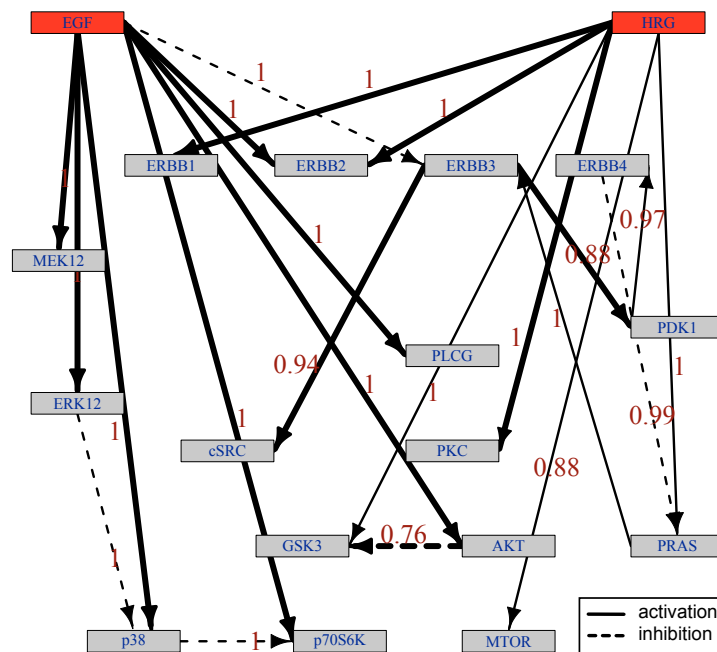 EGF HRG
1 1 1 1
ERBB1 ERBB2 ERBB3 ERBB4
1 0.97
1 0.88
MEK12
1
PDK1
0.94 PLCG 1 1 1
1 1
ERK12 0.99
1 1
cSRC PKC
0.88
0.76
GSK3 AKT PRAS
1
p38 1 p70S6K MTOR
activation
inhibition